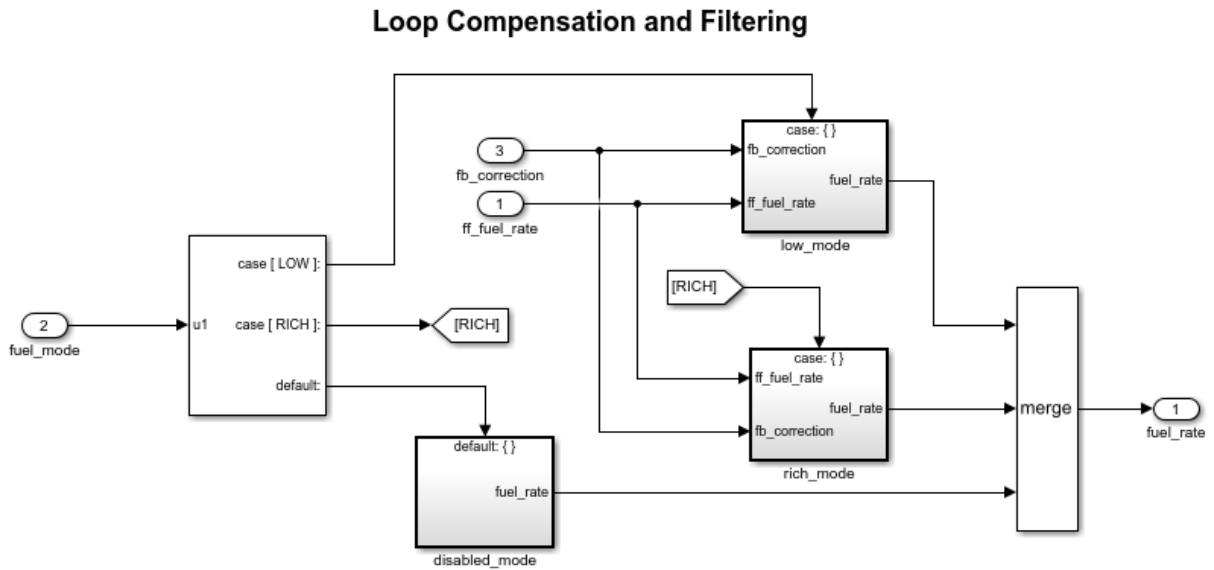 Loop Compensation and Filtering
case: { }
3
fb_correction
fb_correction
fuel_rate
1
ff_fuel_rate
ff_fuel_rate
low_mode
case [ LOW ]:
[RICH]
2
fuel_mode
u1
case [ RICH ]:
[RICH]
case: { }
ff_fuel_rate
fuel_rate
fb_correction
rich_mode
default:
merge
1
fuel_rate
default: { }
fuel_rate
disabled_mode